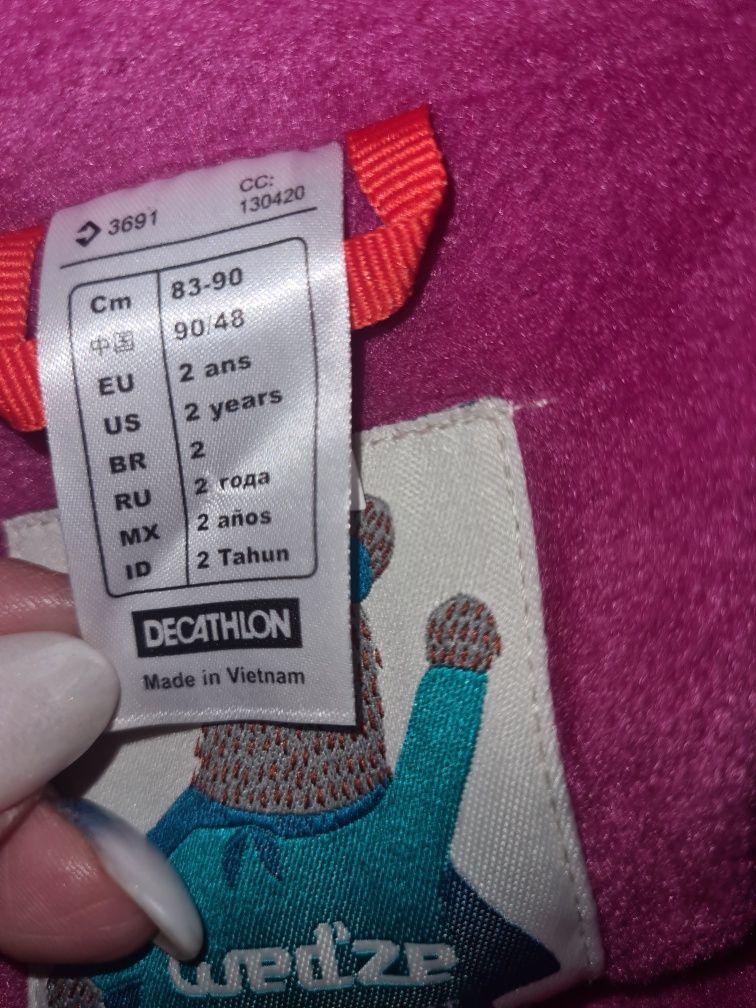 3691 CC:
130420
Cm 83-90
中国 90/48
EU 2 ans
US 2 years
BR 2
RU 2 года
MX 2 años
ID 2 Tahun
DECATHLON
Made in Vietnam
wed'ze